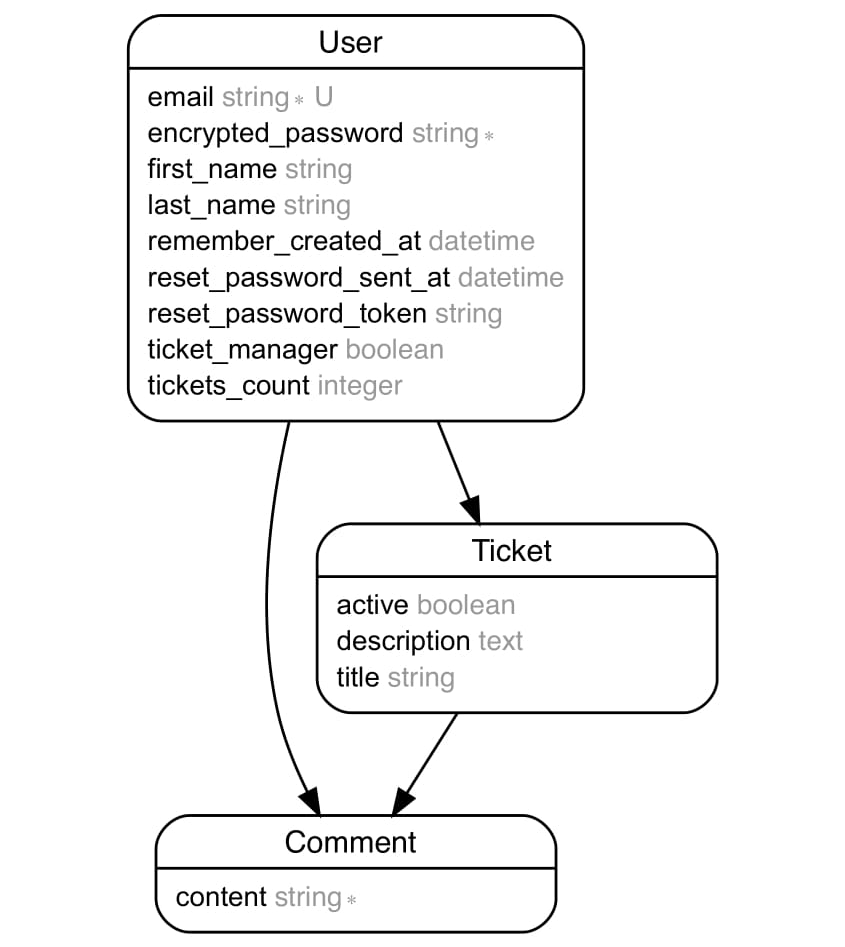 User
email string * U
encrypted_password string *
first_name string
last_name string
remember_created_at datetime
reset_password_sent_at datetime
reset_password_token string
ticket_manager boolean
tickets_count integer
Ticket
active boolean
description text
title string
Comment
content string *